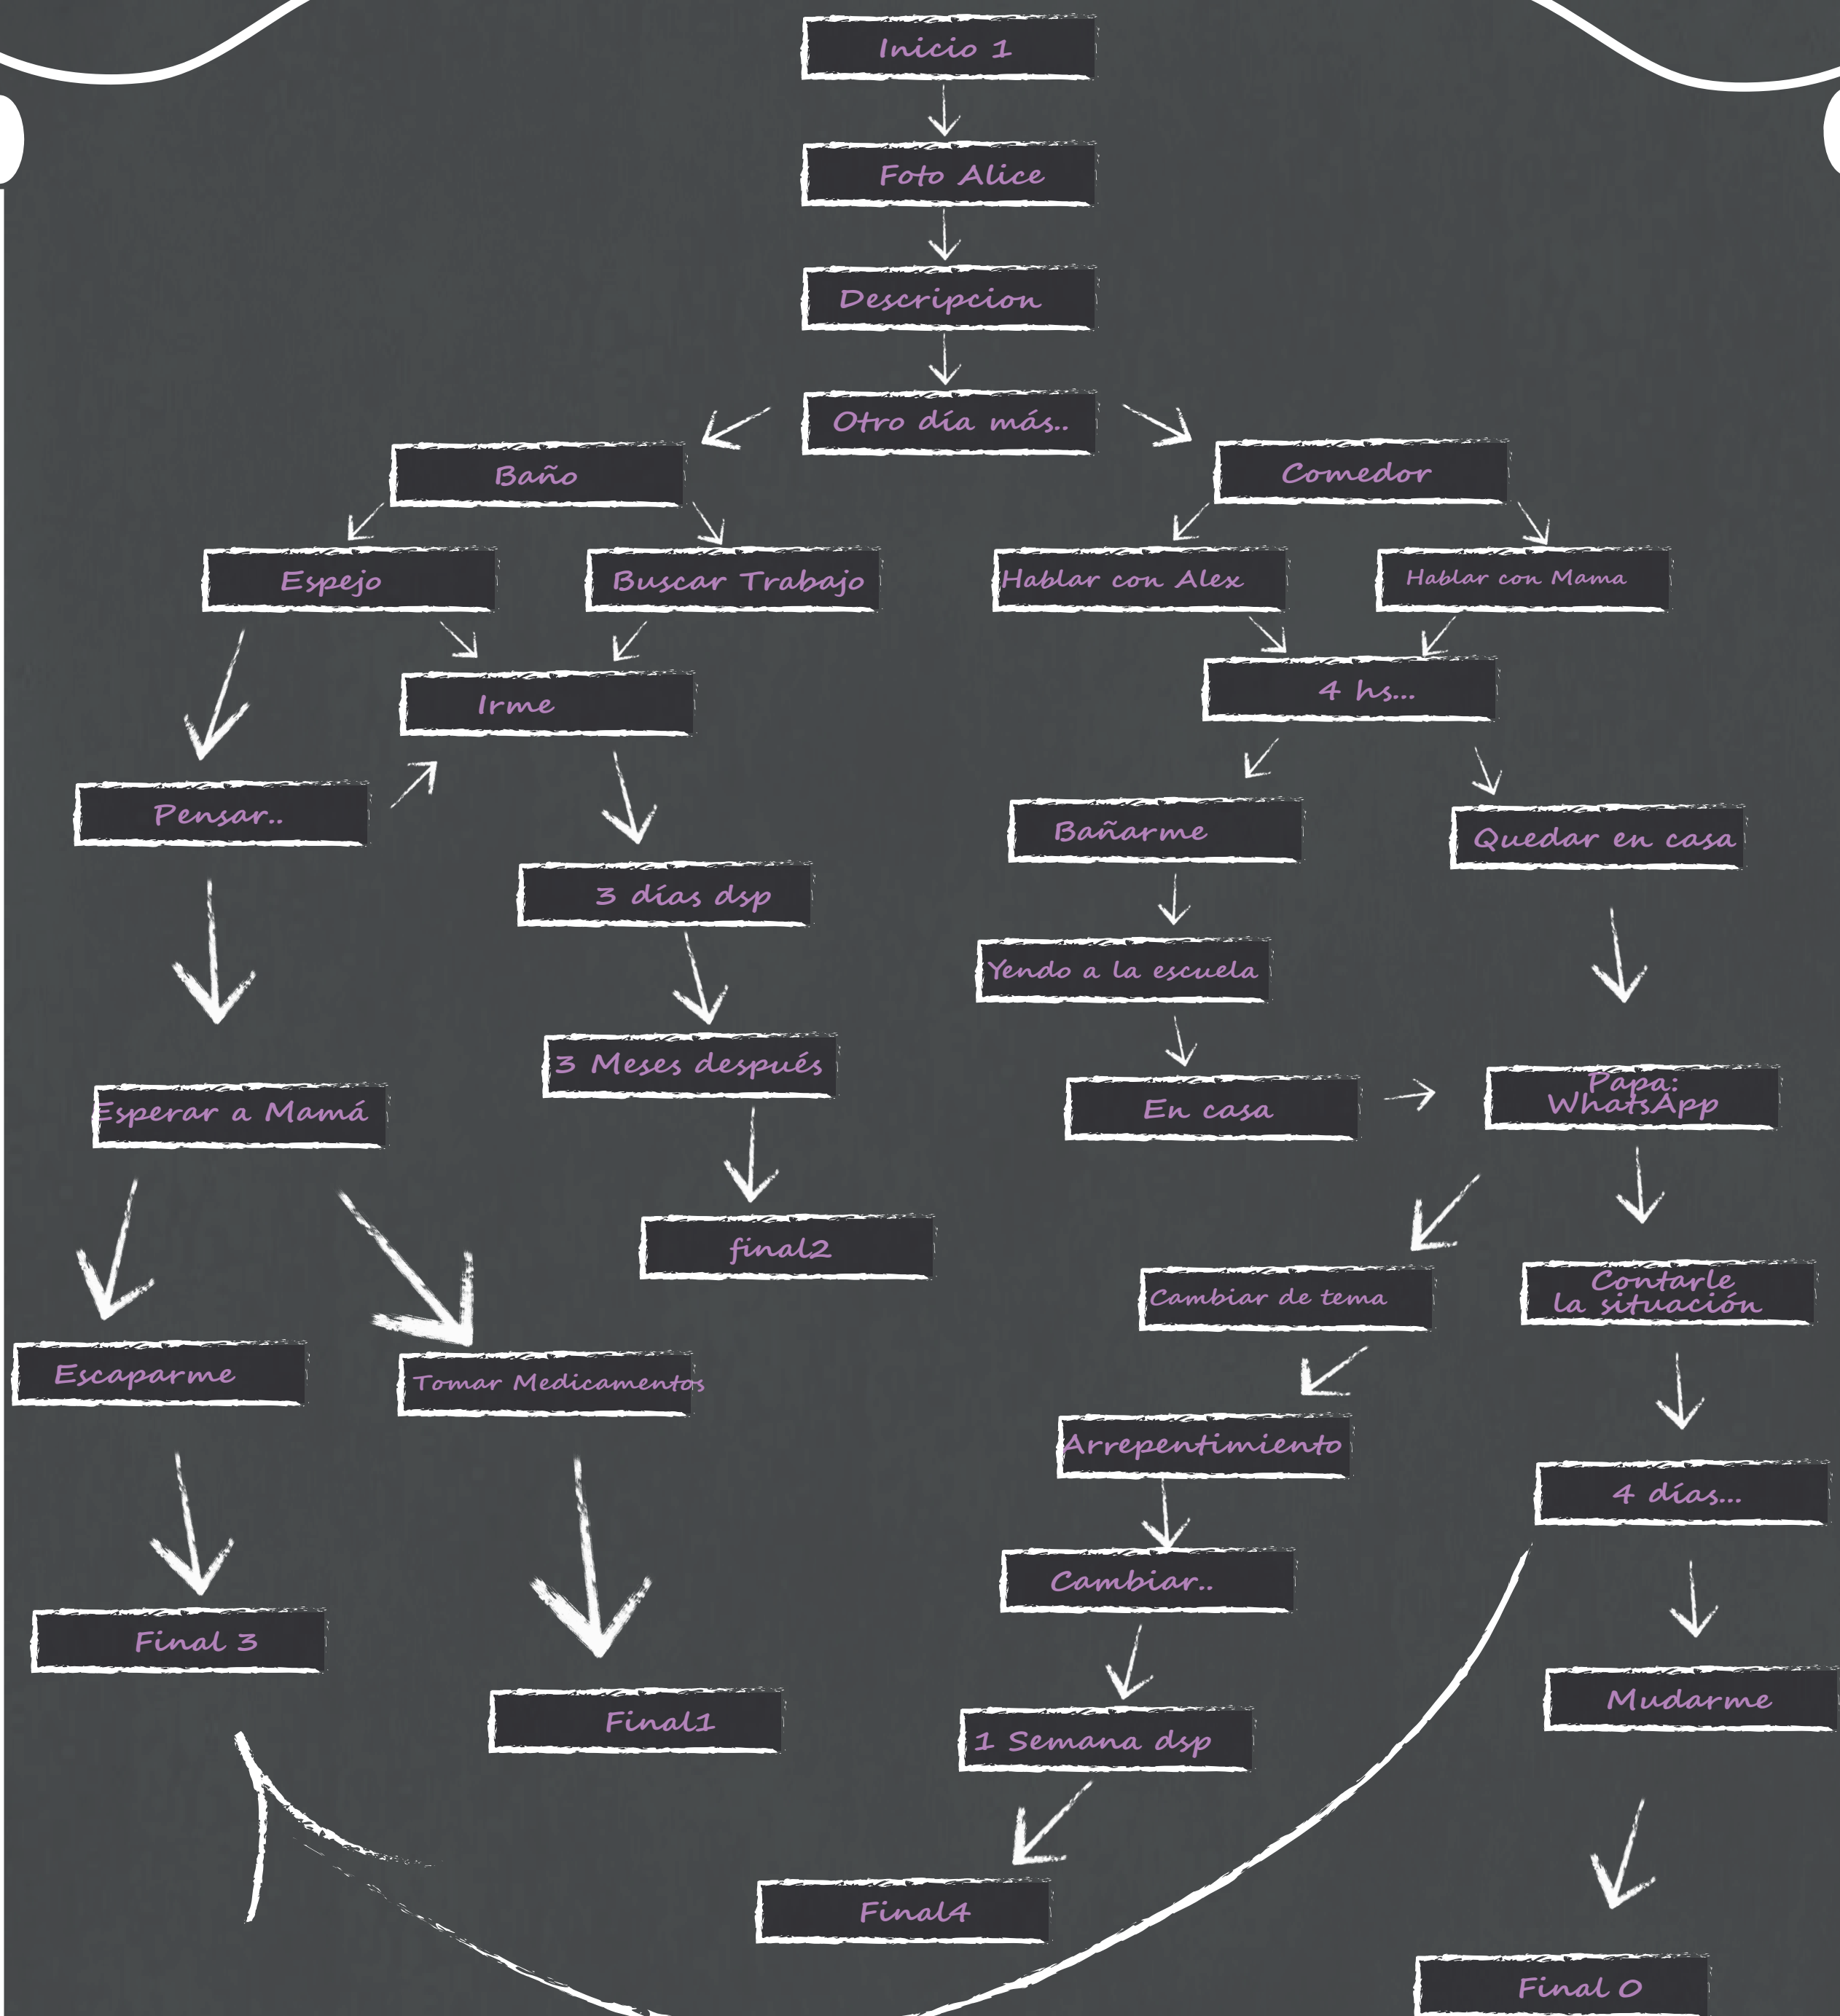 Inicio 1
Foto Alice
Descripcion
Otro día más..
Baño
Comedor
Espejo
Buscar Trabajo
Hablar con Alex
Hablar con Mama
Irme
4 hs...
Pensar..
Bañarme
Quedar en casa
3 días dsp
Yendo a la escuela
3 Meses después
Esperar a Mamá
En casa
Papa:
WhatsApp
final2
Cambiar de tema
Contarle
la situación
Escaparme
Tomar Medicamentos
Arrepentimiento
4 días...
Cambiar..
Final 3
Mudarme
Final1
1 Semana dsp
Final4
Final 0